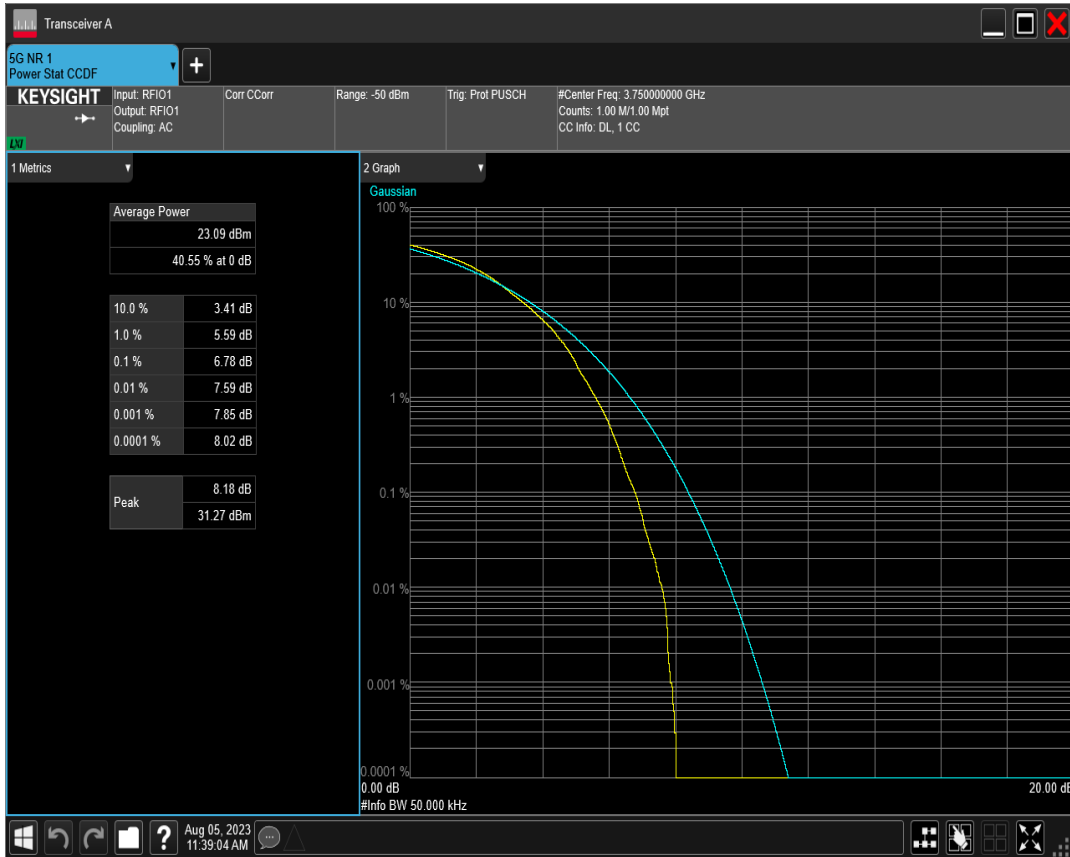 Transceiver A
5G NR 1
Power Stat CCDF
KEYSIGHT
LXI
Input: RFIO1
Output: RFIO1
Coupling: AC
Corr CCorr
Range: -50 dBm
Trig: Prot PUSCH
#Center Freq: 3.750000000 GHz
Counts: 1.00 M/1.00 Mpt
CC Info: DL, 1 CC
1 Metrics
Average Power
23.09 dBm
40.55 % at 0 dB
10.0 % 3.41 dB
1.0 % 5.59 dB
0.1 % 6.78 dB
0.01 % 7.59 dB
0.001 % 7.85 dB
0.0001 % 8.02 dB
Peak
8.18 dB
31.27 dBm
2 Graph
Gaussian
100 %
10 %
1 %
0.1 %
0.01 %
0.001 %
0.0001 %
0.00 dB 20.00 dB
#Info BW 50.000 kHz
Aug 05, 2023
11:39:04 AM